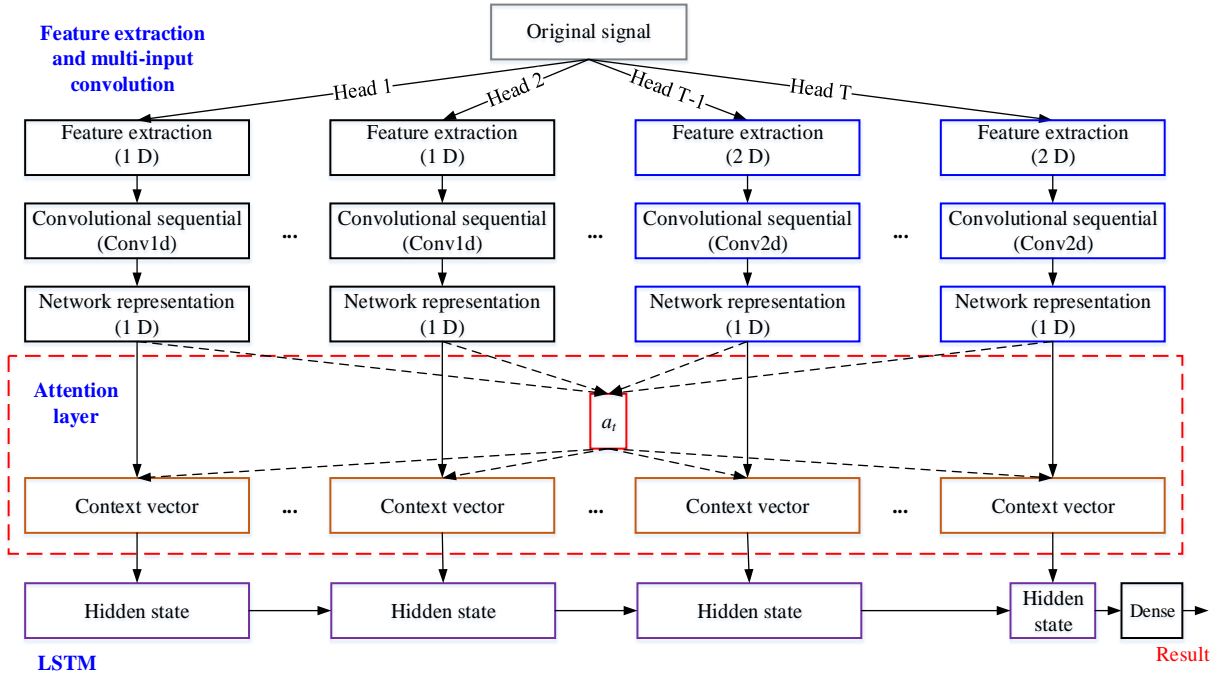 Original signal
Feature extraction
and multi-input
convolution
Head 1
Head 2
Head T-1
Head T
Feature extraction
(1 D)
Feature extraction
(1 D)
Feature extraction
(2 D)
Feature extraction
(2 D)
Convolutional sequential
(Conv1d)
...
Convolutional sequential
(Conv1d)
...
Convolutional sequential
(Conv2d)
...
Convolutional sequential
(Conv2d)
Network representation
(1 D)
Network representation
(1 D)
Network representation
(1 D)
Network representation
(1 D)
Attention
layer
a_t
Context vector
...
Context vector
...
Context vector
...
Context vector
Hidden state
Hidden state
Hidden state
Hidden
state
Dense
LSTM
Result